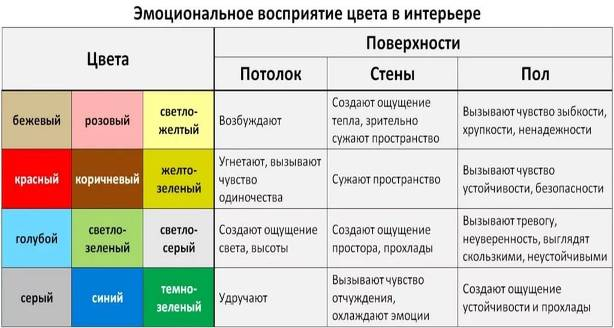 Эмоциональное восприятие цвета в интерьере
Цвета
Поверхности
Потолок
Стены
Пол
бежевый
розовый
светло-
желтый
Возбуждают
Создают ощущение
тепла, зрительно
сужают пространство
Вызывают чувство зыбкости,
хрупкости, ненадежности
красный
коричневый
желто-
зеленый
Угнетают, вызывают
чувство
одиночества
Сужают пространство
Вызывают чувство
устойчивости, безопасности
голубой
светло-
зеленый
светло-
серый
Создают ощущение
света, высоты
Создают ощущение
простора, прохлады
Вызывают тревогу,
неуверенность, выглядят
скользкими, неустойчивыми
серый
синий
темно-
зеленый
Удручают
Вызывают чувство
отчуждения,
охлаждают эмоции
Создают ощущение
устойчивости и прохлады